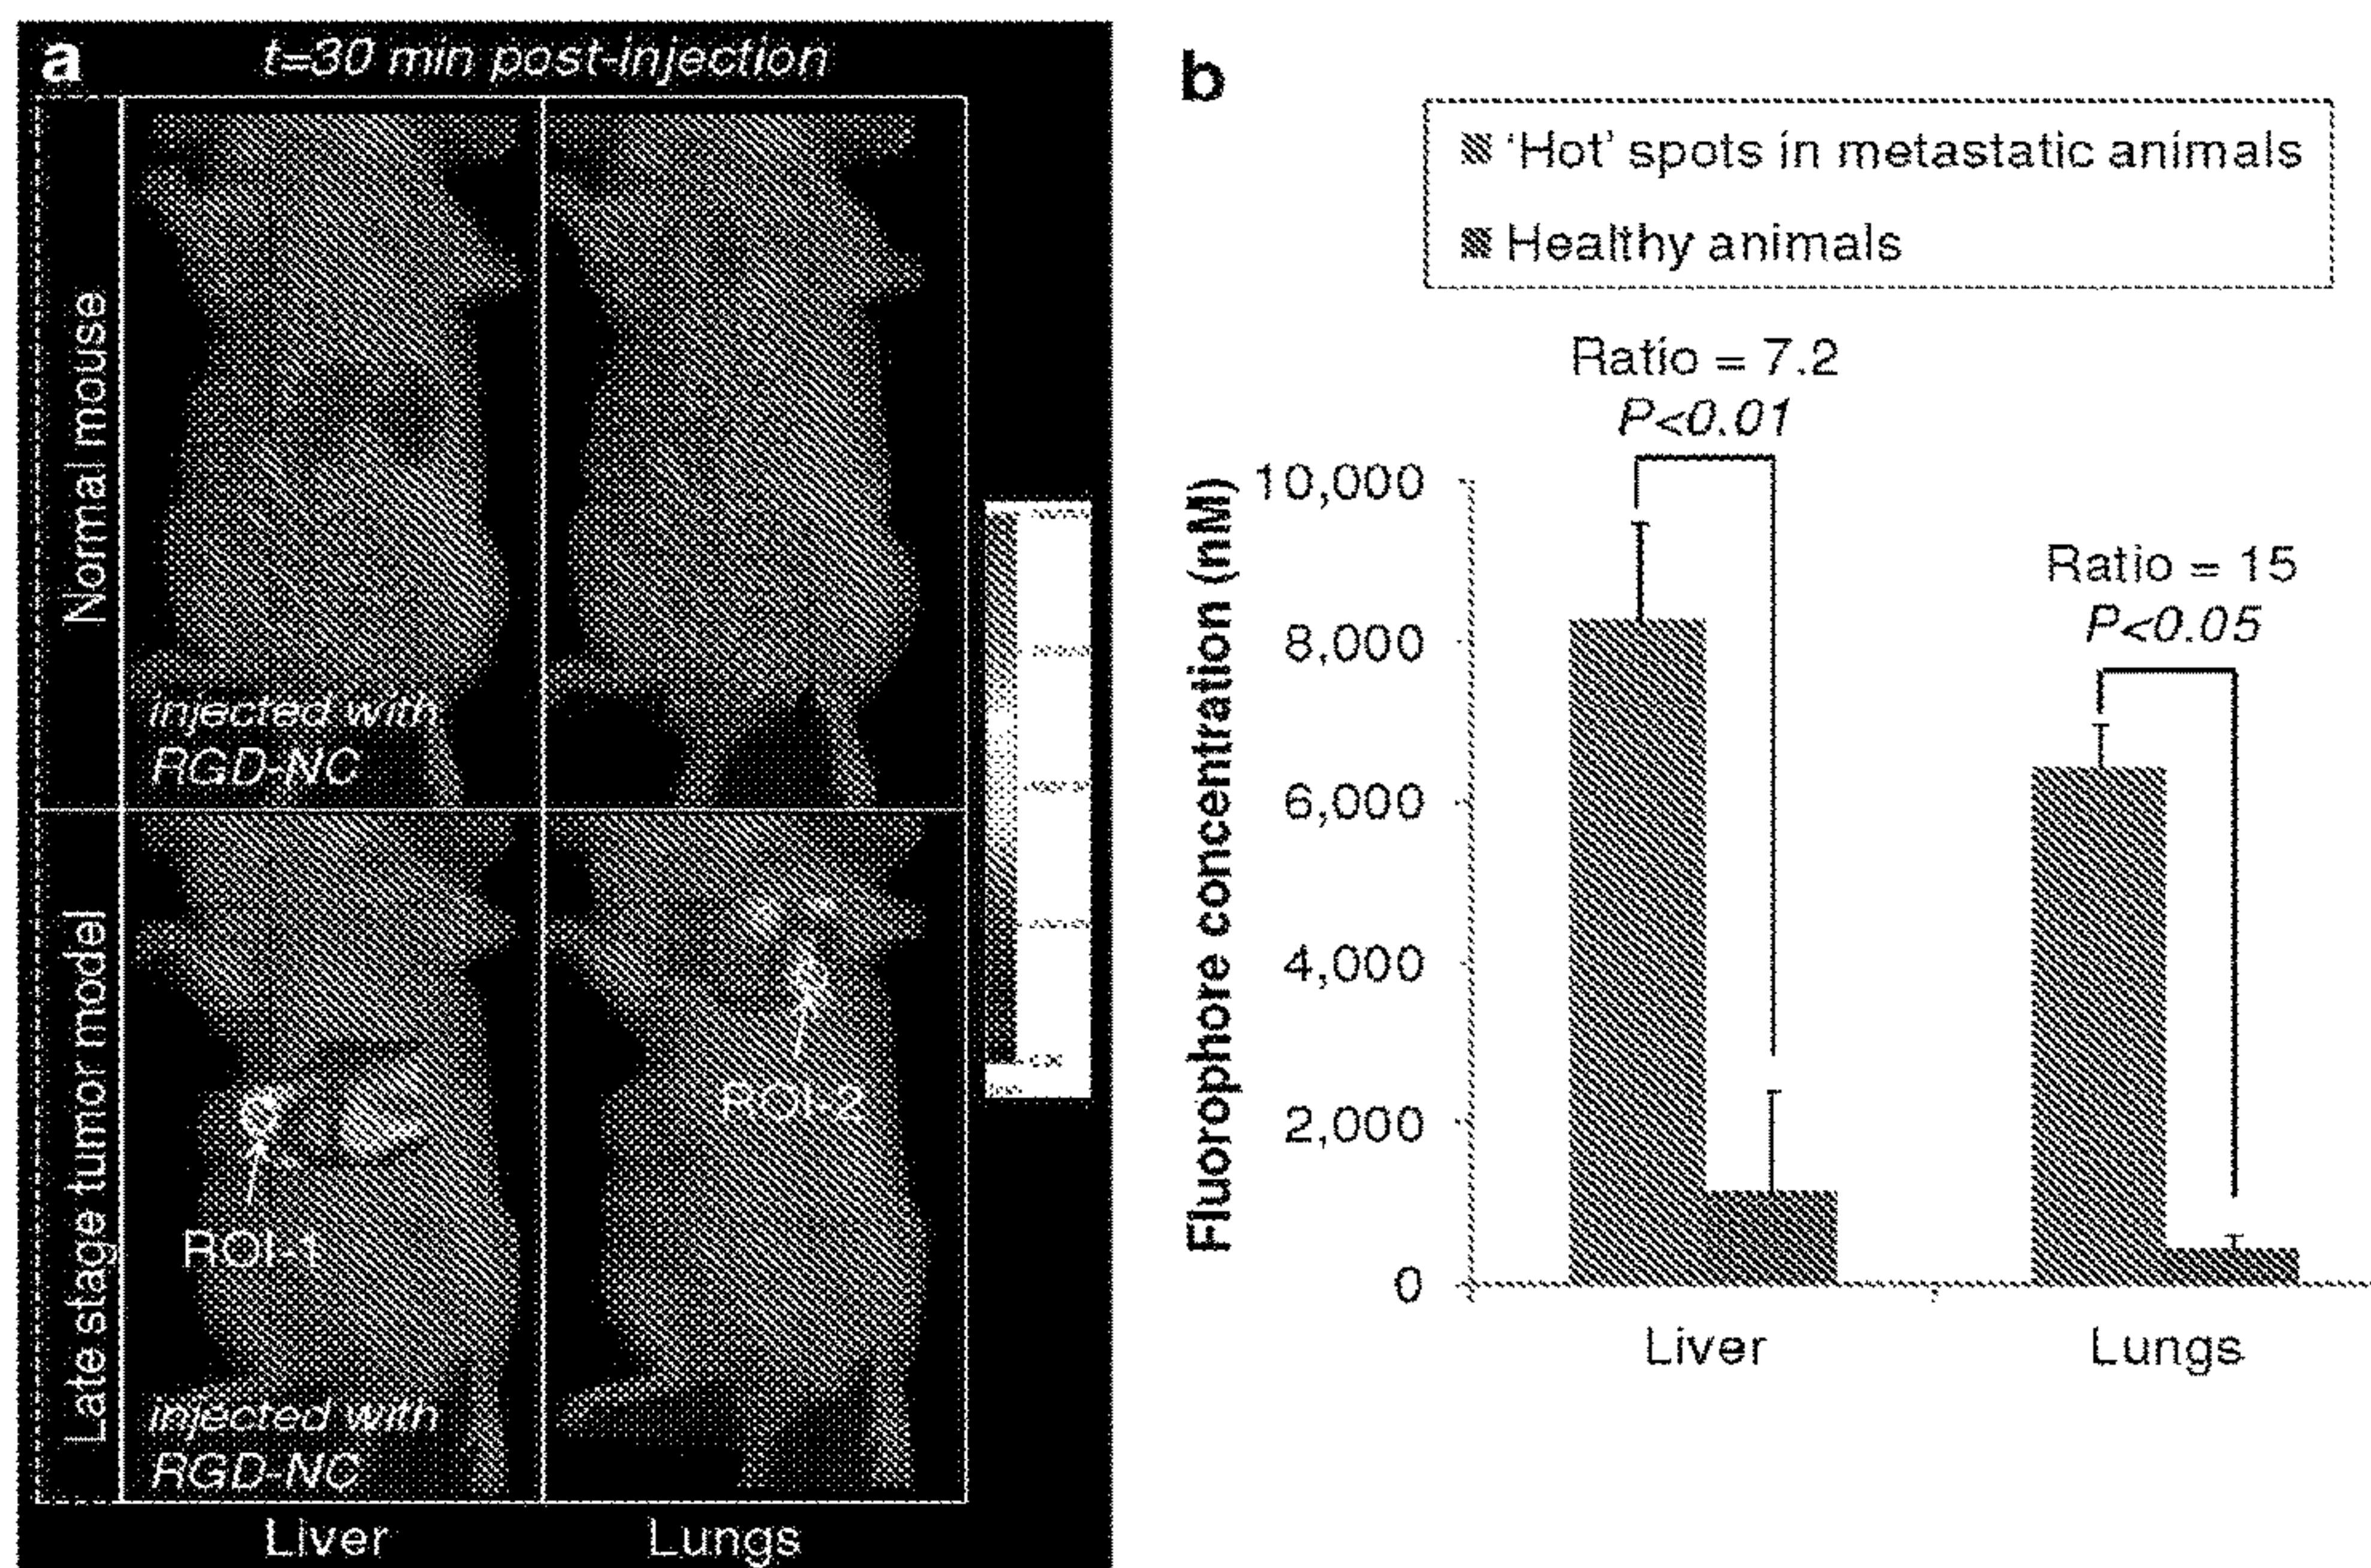 a
t=30 min post-injection
Normal mouse
injected with
RGD-NC
Late stage tumor model
ROI-1
ROI-2
injected with
RGD-NC
Liver
Lungs
b
'Hot' spots in metastatic animals
Healthy animals
Ratio = 7.2
P<0.01
Ratio = 15
P<0.05
Fluorophore concentration (nM)
10,000
8,000
6,000
4,000
2,000
0
Liver
Lungs